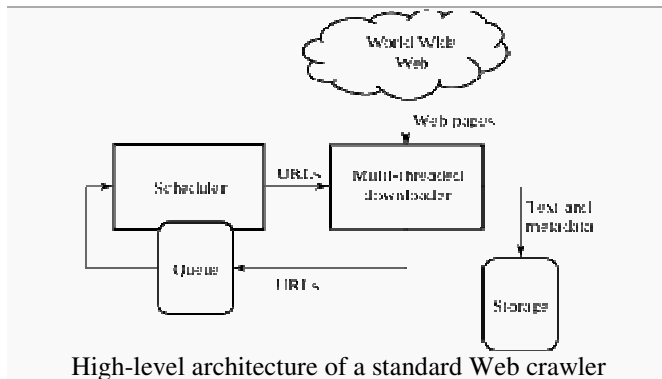 World Wide
Web
Web pages
Scheduler
URLs
Multi-threaded
downloader
Text and
metadata
Queue
URLs
Storage
High-level architecture of a standard Web crawler